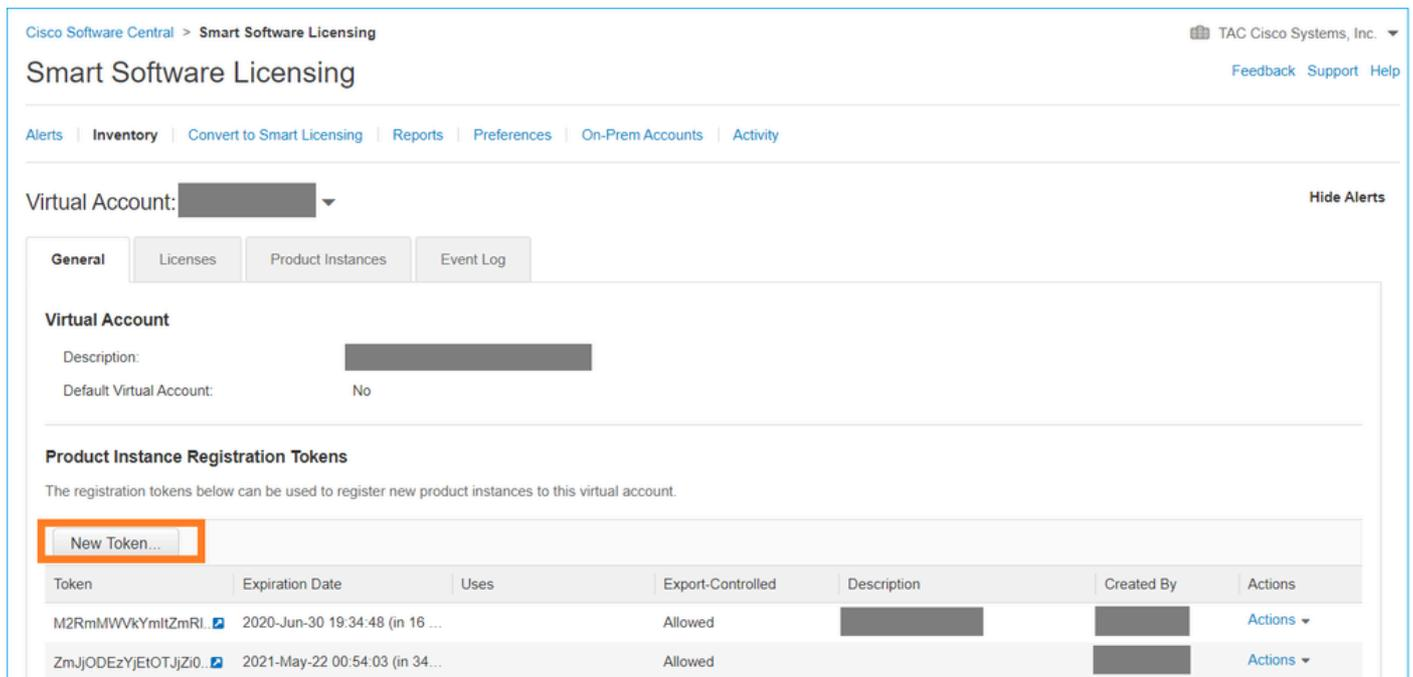 Cisco Software Central > Smart Software Licensing
TAC Cisco Systems, Inc.
Smart Software Licensing
Feedback Support Help
Alerts | Inventory | Convert to Smart Licensing | Reports | Preferences | On-Prem Accounts | Activity
Virtual Account:
Hide Alerts
General Licenses Product Instances Event Log
Virtual Account
Description:
Default Virtual Account: No
Product Instance Registration Tokens
The registration tokens below can be used to register new product instances to this virtual account.
New Token...
Token Expiration Date Uses Export-Controlled Description Created By Actions
M2RmMWVkYmItZmRl.. 2020-Jun-30 19:34:48 (in 16 ... Allowed Actions
ZmJjODEzYjEtOTJjZi0.. 2021-May-22 00:54:03 (in 34... Allowed Actions